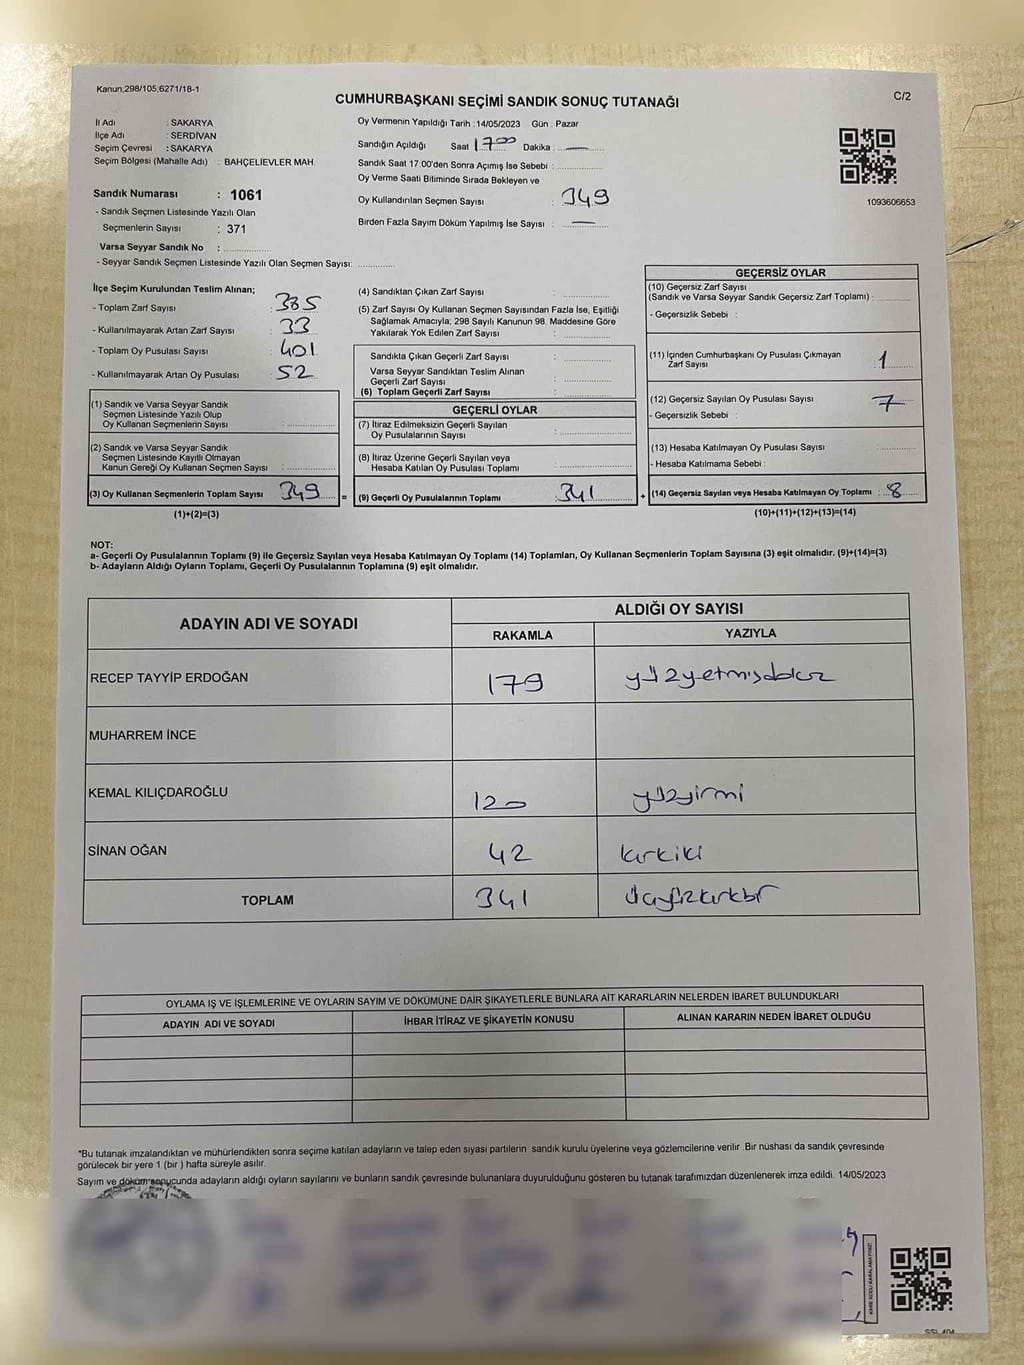 Kanun;298/105,6271/18-1
C/2
CUMHURBAŞKANI SEÇİMİ SANDIK SONUÇ TUTANAĞI
İl Adı : SAKARYA
İlçe Adı : SERDİVAN
Seçim Çevresi : SAKARYA
Seçim Bölgesi (Mahalle Adı) : BAHÇELİEVLER MAH.
Sandık Numarası : 1061
- Sandık Seçmen Listesinde Yazılı Olan
Seçmenlerin Sayısı : 371
Varsa Seyyar Sandık No :
- Seyyar Sandık Seçmen Listesinde Yazılı Olan Seçmen Sayısı:
Oy Vermenin Yapıldığı Tarih : 14/05/2023 Gün : Pazar
Sandığın Açıldığı Saat 17:00 Dakika : —
Sandık Saat 17.00'den Sonra Açımış İse Sebebi :
Oy Verme Saati Bitiminde Sırada Bekleyen ve
Oy Kullandırılan Seçmen Sayısı : 349
Birden Fazla Sayım Döküm Yapılmış İse Sayısı : —
1093606653
İlçe Seçim Kurulundan Teslim Alınan;
- Toplam Zarf Sayısı : 385
- Kullanılmayarak Artan Zarf Sayısı : 33
- Toplam Oy Pusulası Sayısı : 401
- Kullanılmayarak Artan Oy Pusulası : 52
(1) Sandık ve Varsa Seyyar Sandık
Seçmen Listesinde Yazılı Olup
Oy Kullanan Seçmenlerin Sayısı :
(2) Sandık ve Varsa Seyyar Sandık
Seçmen Listesinde Kayıtlı Olmayan
Kanun Gereği Oy Kullanan Seçmen Sayısı :
(3) Oy Kullanan Seçmenlerin Toplam Sayısı 349 =
(1)+(2)=(3)
(4) Sandıktan Çıkan Zarf Sayısı :
(5) Zarf Sayısı Oy Kullanan Seçmen Sayısından Fazla İse, Eşitliği
Sağlamak Amacıyla; 298 Sayılı Kanunun 98. Maddesine Göre
Yakılarak Yok Edilen Zarf Sayısı :
Sandıkta Çıkan Geçerli Zarf Sayısı :
Varsa Seyyar Sandıktan Teslim Alınan
Geçerli Zarf Sayısı :
(6) Toplam Geçerli Zarf Sayısı :
GEÇERLİ OYLAR
(7) İtiraz Edilmeksizin Geçerli Sayılan
Oy Pusulalarının Sayısı :
(8) İtiraz Üzerine Geçerli Sayılan veya
Hesaba Katılan Oy Pusulası Toplamı :
(9) Geçerli Oy Pusulalarının Toplamı : 341 +
GEÇERSİZ OYLAR
(10) Geçersiz Zarf Sayısı
(Sandık ve Varsa Seyyar Sandık Geçersiz Zarf Toplamı) :
- Geçersizlik Sebebi :
(11) İçinden Cumhurbaşkanı Oy Pusulası Çıkmayan
Zarf Sayısı : 1
(12) Geçersiz Sayılan Oy Pusulası Sayısı : 7
- Geçersizlik Sebebi :
(13) Hesaba Katılmayan Oy Pusulası Sayısı :
- Hesaba Katılmama Sebebi :
(14) Geçersiz Sayılan veya Hesaba Katılmayan Oy Toplamı : 8
(10)+(11)+(12)+(13)=(14)
NOT:
a- Geçerli Oy Pusulalarının Toplamı (9) ile Geçersiz Sayılan veya Hesaba Katılmayan Oy Toplamı (14) Toplamları, Oy Kullanan Seçmenlerin Toplam Sayısına (3) eşit olmalıdır. (9)+(14)=(3)
b- Adayların Aldığı Oyların Toplamı, Geçerli Oy Pusulalarının Toplamına (9) eşit olmalıdır.
ADAYIN ADI VE SOYADI
ALDIĞI OY SAYISI
RAKAMLA YAZIYLA
RECEP TAYYİP ERDOĞAN 179 yüzyetmişdokuz
MUHARREM İNCE
KEMAL KILIÇDAROĞLU 120 yüzyirmi
SİNAN OĞAN 42 kırkiki
TOPLAM 341 üçyüzkırkbir
OYLAMA İŞ VE İŞLEMLERİNE VE OYLARIN SAYIM VE DÖKÜMÜNE DAİR ŞİKAYETLERLE BUNLARA AİT KARARLARIN NELERDEN İBARET BULUNDUKLARI
ADAYIN ADI VE SOYADI İHBAR İTİRAZ VE ŞİKAYETİN KONUSU ALINAN KARARIN NEDEN İBARET OLDUĞU
*Bu tutanak imzalandıktan ve mühürlendikten sonra seçime katılan adayların ve talep eden siyası partilerin sandık kurulu üyelerine veya gözlemcilerine verilir .Bir nüshası da sandık çevresinde
görülecek bir yere 1 (bir ) hafta süreyle asılır.
Sayım ve döküm sonucunda adayların aldığı oyların sayılarını ve bunların sandık çevresinde bulunanlara duyurulduğunu gösteren bu tutanak tarafımızdan düzenlenerek imza edildi. 14/05/2023